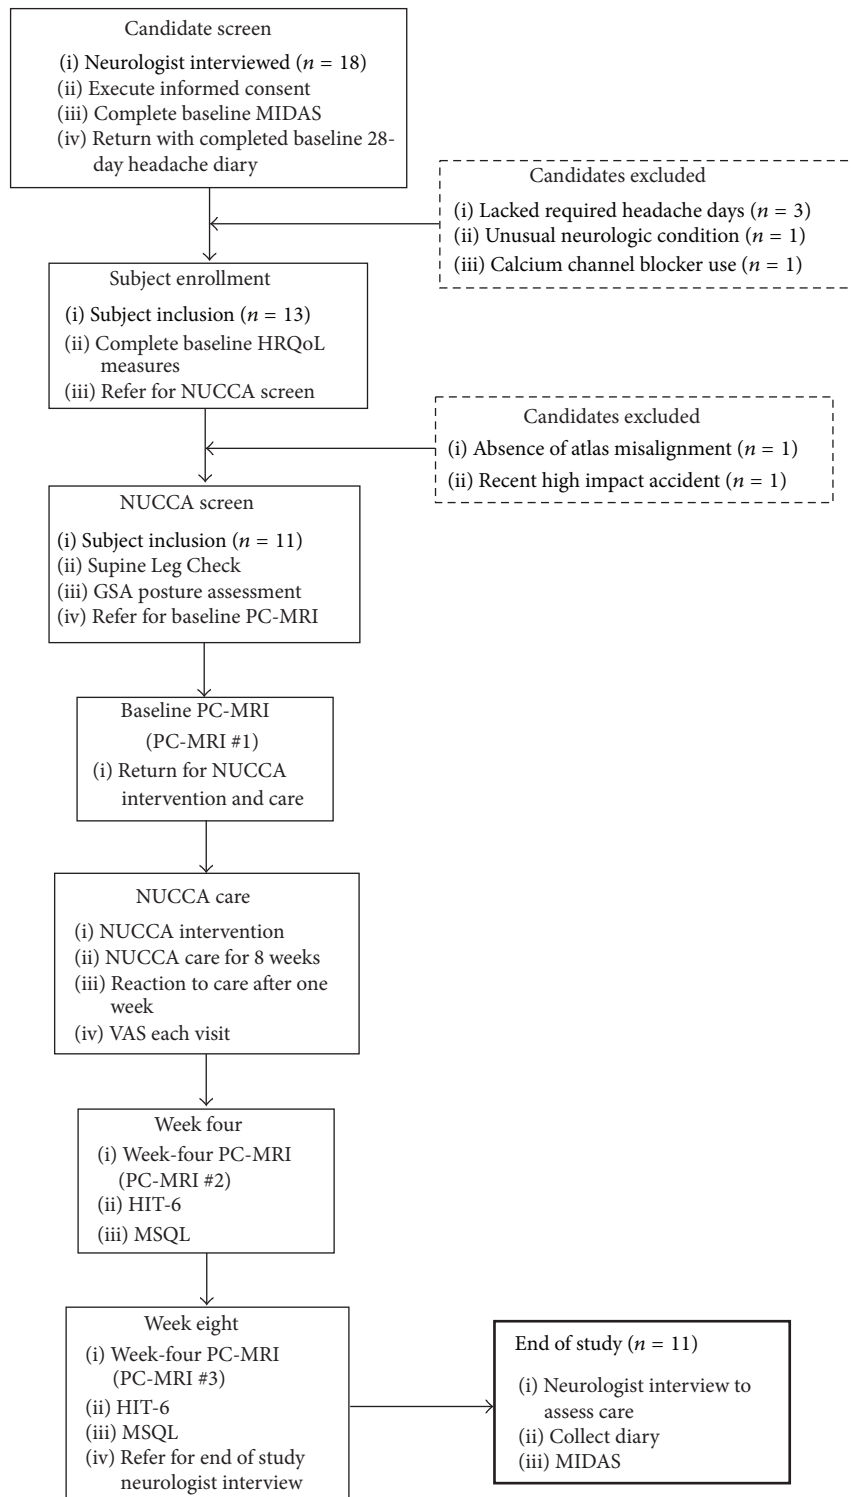 Candidate screen
(i) Neurologist interviewed (n = 18)
(ii) Execute informed consent
(iii) Complete baseline MIDAS
(iv) Return with completed baseline 28-
day headache diary
Candidates excluded
(i) Lacked required headache days (n = 3)
(ii) Unusual neurologic condition (n = 1)
(iii) Calcium channel blocker use (n = 1)
Subject enrollment
(i) Subject inclusion (n = 13)
(ii) Complete baseline HRQoL
measures
(iii) Refer for NUCCA screen
Candidates excluded
(i) Absence of atlas misalignment (n = 1)
(ii) Recent high impact accident (n = 1)
NUCCA screen
(i) Subject inclusion (n = 11)
(ii) Supine Leg Check
(iii) GSA posture assessment
(iv) Refer for baseline PC-MRI
Baseline PC-MRI
(PC-MRI #1)
(i) Return for NUCCA
intervention and care
NUCCA care
(i) NUCCA intervention
(ii) NUCCA care for 8 weeks
(iii) Reaction to care after one
week
(iv) VAS each visit
Week four
(i) Week-four PC-MRI
(PC-MRI #2)
(ii) HIT-6
(iii) MSQL
Week eight
(i) Week-four PC-MRI
(PC-MRI #3)
(ii) HIT-6
(iii) MSQL
(iv) Refer for end of study
neurologist interview
End of study (n = 11)
(i) Neurologist interview to
assess care
(ii) Collect diary
(iii) MIDAS